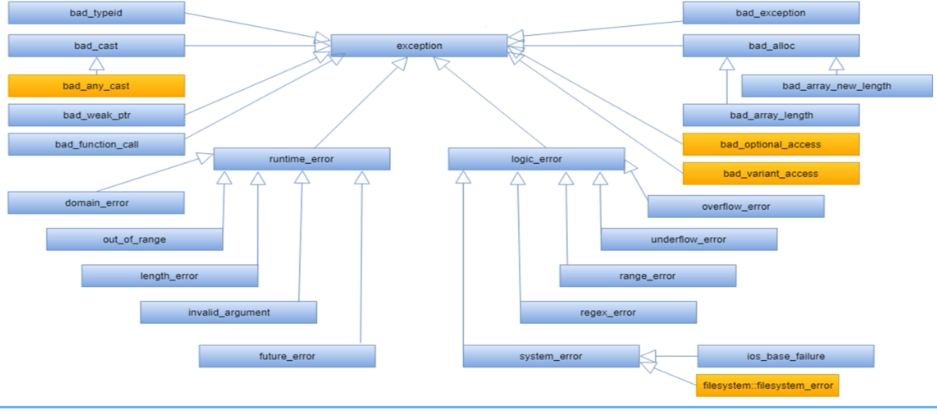 bad_typeid
bad_exception
bad_cast
exception
bad_alloc
bad_any_cast
bad_array_new_length
bad_weak_ptr
bad_array_length
bad_function_call
bad_optional_access
runtime_error
logic_error
bad_variant_access
domain_error
overflow_error
out_of_range
underflow_error
length_error
range_error
invalid_argument
regex_error
future_error
system_error
ios_base_failure
filesystem::filesystem_error